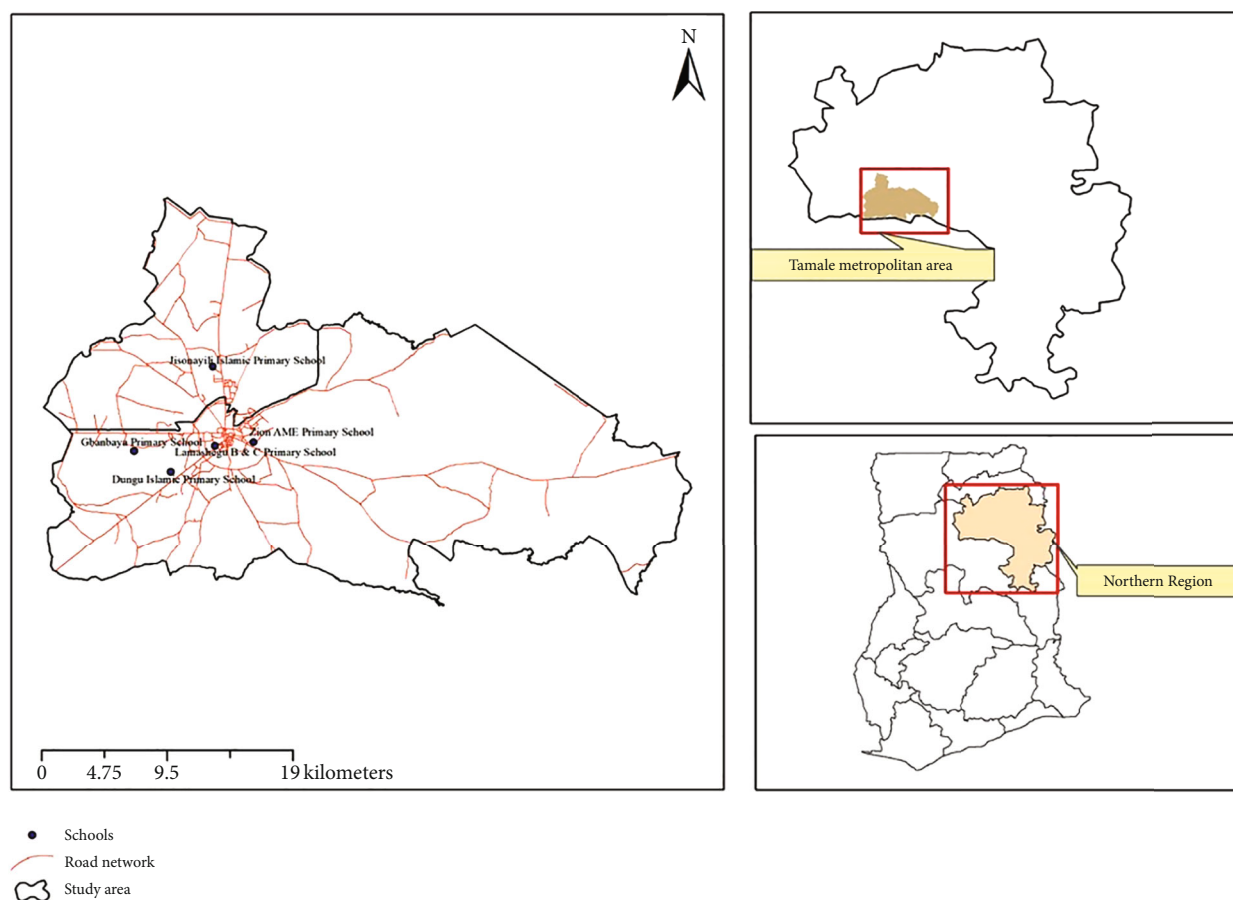 N
Jisonayili Islamic Primary School
Zion AME Primary School
Gbanbaya Primary School
Lamashegu B & C Primary School
Dungu Islamic Primary School
0 4.75 9.5 19 kilometers
Tamale metropolitan area
Northern Region
Schools
Road network
Study area